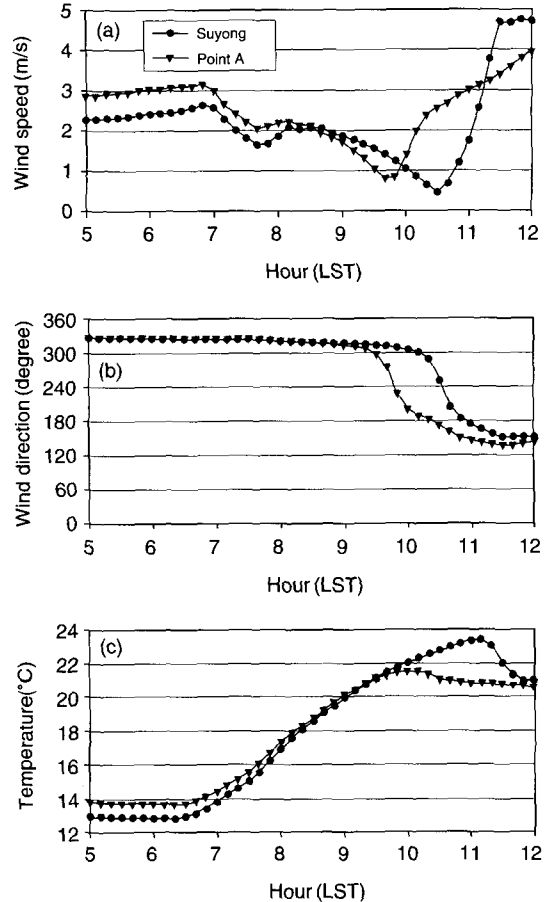 (a)
Suyong
Point A
Wind speed (m/s)
5
4
3
2
1
0
5 6 7 8 9 10 11 12
Hour (LST)
(b)
Wind direction (degree)
360
300
240
180
120
60
0
5 6 7 8 9 10 11 12
Hour (LST)
(c)
Temperature(°C)
24
22
20
18
16
14
12
5 6 7 8 9 10 11 12
Hour (LST)